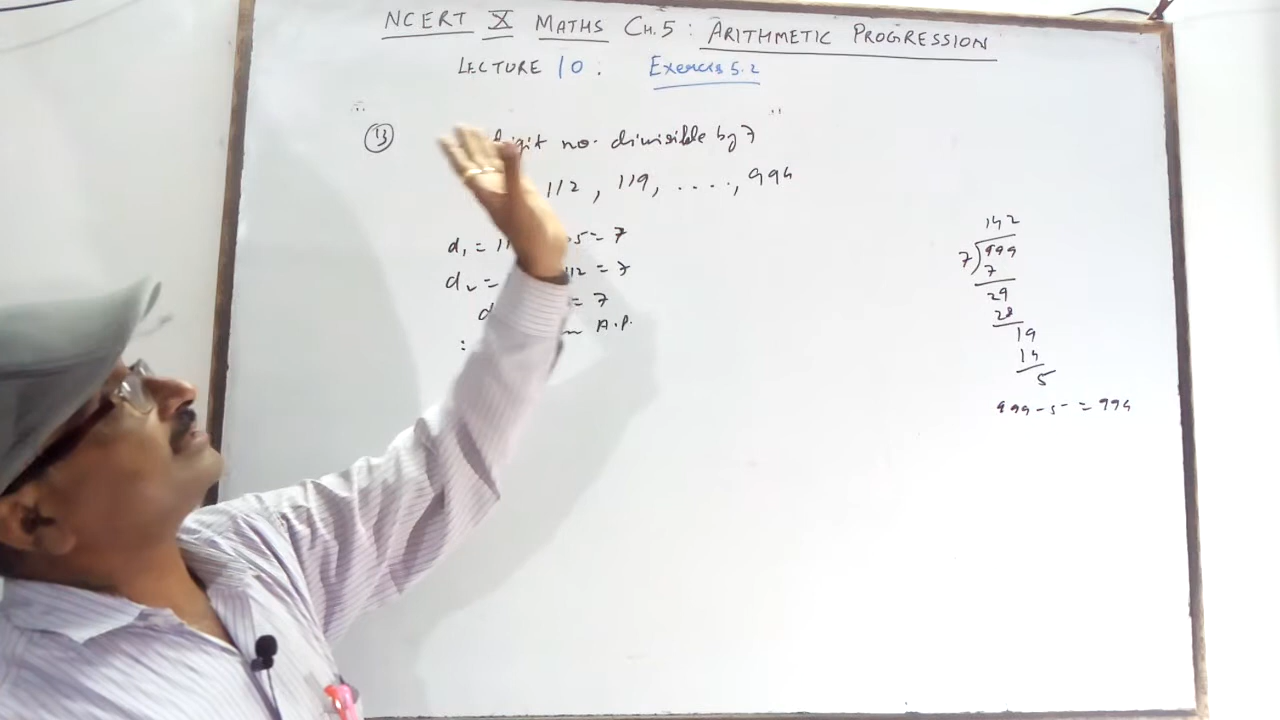 NCERT X MATHS CH.5 : ARITHMETIC PROGRESSION
LECTURE 10 : Exercis 5.2
(13) digit no. divisible by 7
112 , 119, . . . . , 994
d₁ = 11 05 = 7
d₂ = 112 = 7
d = 7
: A.P.
142
7)999
7
29
28
19
14
5
999-5 = 994